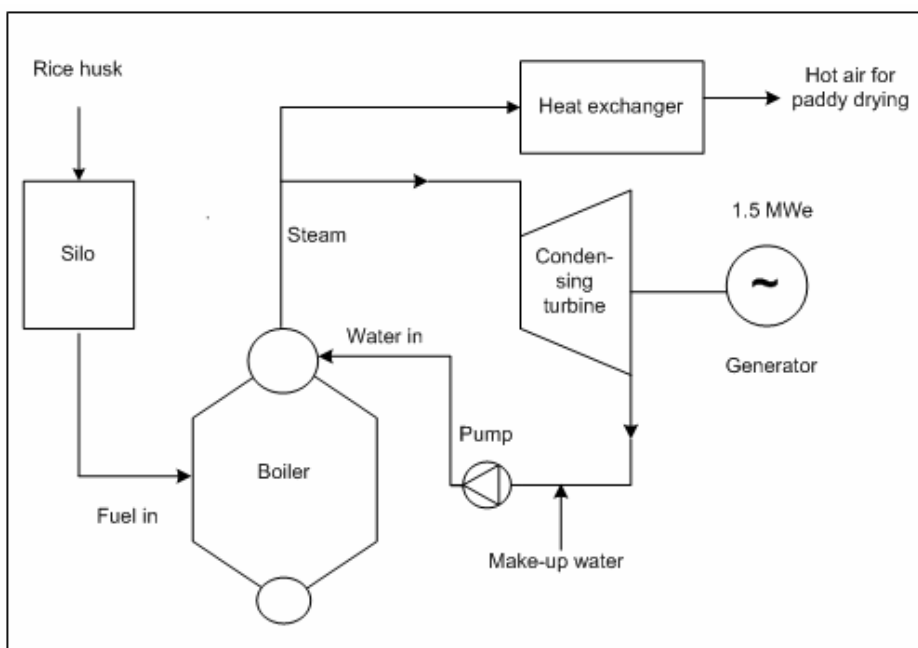 Rice husk
Heat exchanger
Hot air for
paddy drying
Silo
Steam
Conden-
sing
turbine
1.5 MWe
~
Generator
Water in
Pump
Boiler
Fuel in
Make-up water